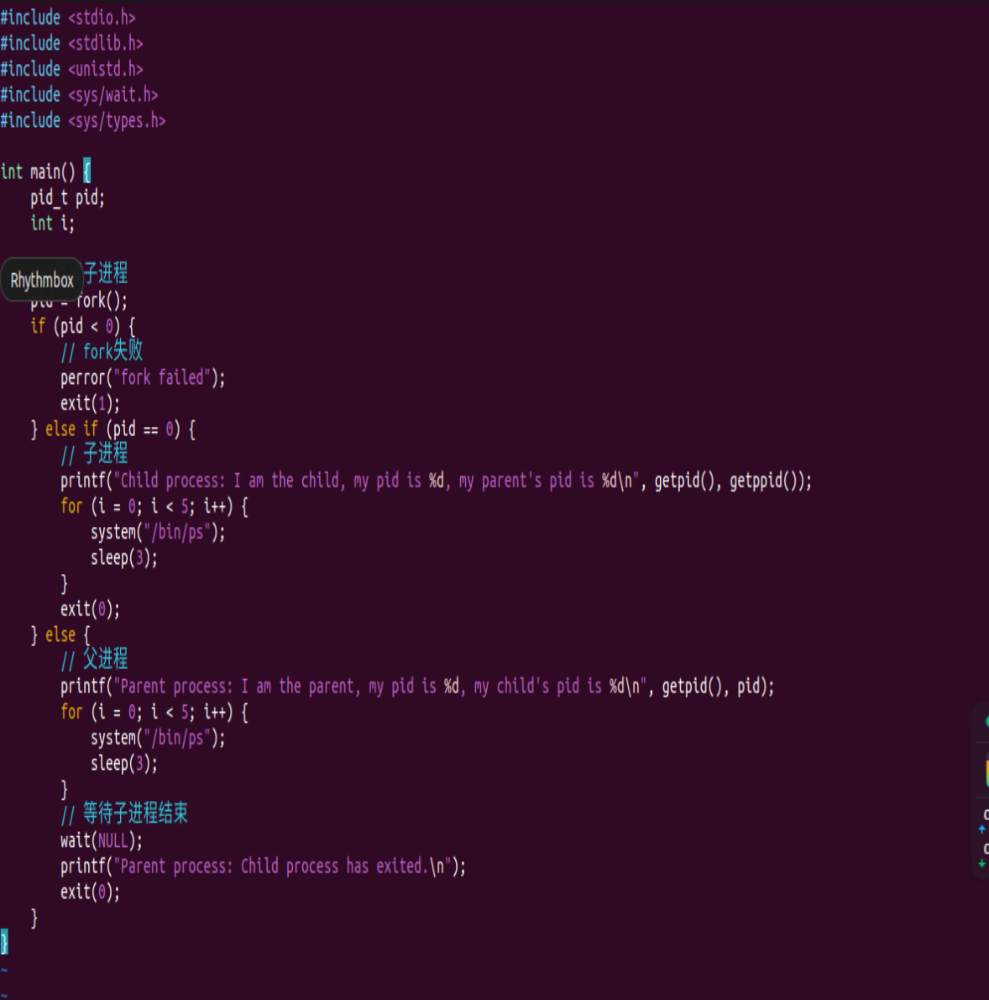 #include <stdio.h>
#include <stdlib.h>
#include <unistd.h>
#include <sys/wait.h>
#include <sys/types.h>
int main() {
    pid_t pid;
    int i;
Rhythmbox
子进程
    pid = fork();
    if (pid < 0) {
        // fork失败
        perror("fork failed");
        exit(1);
    } else if (pid == 0) {
        // 子进程
        printf("Child process: I am the child, my pid is %d, my parent's pid is %d\n", getpid(), getppid());
        for (i = 0; i < 5; i++) {
            system("/bin/ps");
            sleep(3);
        }
        exit(0);
    } else {
        // 父进程
        printf("Parent process: I am the parent, my pid is %d, my child's pid is %d\n", getpid(), pid);
        for (i = 0; i < 5; i++) {
            system("/bin/ps");
            sleep(3);
        }
        // 等待子进程结束
        wait(NULL);
        printf("Parent process: Child process has exited.\n");
        exit(0);
    }
}
~
~